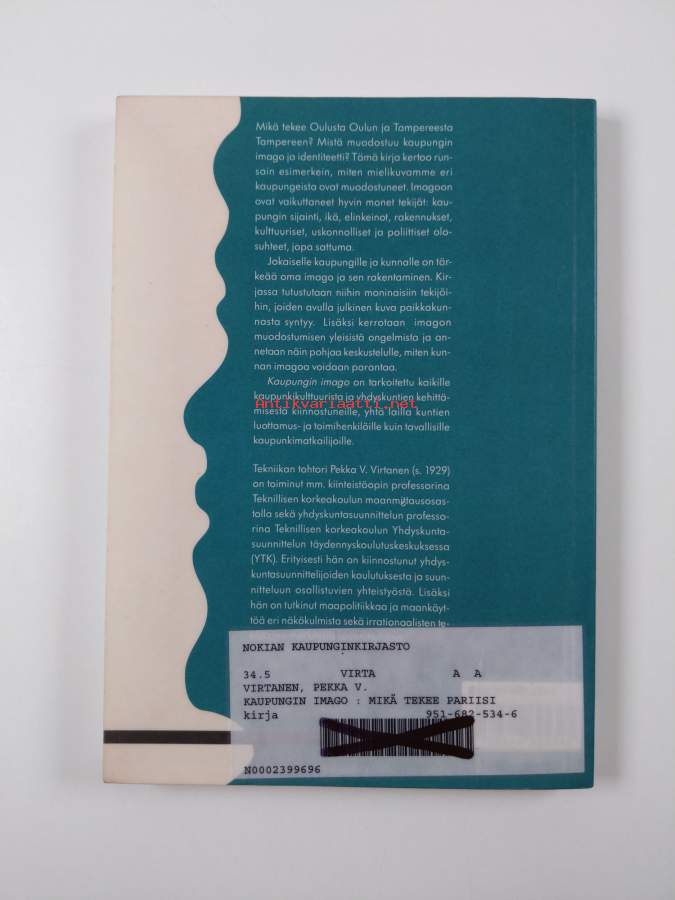 Mikä tekee Oulusta Oulun ja Tampereesta
Tampereen? Mistä muodostuu kaupungin
imago ja identiteetti? Tämä kirja kertoo run-
sain esimerkein, miten mielikuvamme eri
kaupungeista ovat muodostuneet. Imagoon
ovat vaikuttaneet hyvin monet tekijät: kau-
pungin sijainti, ikä, elinkeinot, rakennukset,
kulttuuriset, uskonnolliset ja poliittiset olo-
suhteet, jopa sattuma.
Jokaiselle kaupungille ja kunnalle on tär-
keää oma imago ja sen rakentaminen. Kir-
jassa tutustutaan niihin moninaisiin tekijöi-
hin, joiden avulla julkinen kuva paikkakun-
nasta syntyy. Lisäksi kerrotaan imagon
muodostumisen yleisistä ongelmista ja an-
netaan näin pohjaa keskustelulle, miten kun-
nan imagoa voidaan parantaa.
Kaupungin imago on tarkoitettu kaikille
kaupunkikulttuurista ja yhdyskuntien kehittä-
Antikvariaatti.net
misestä kiinnostuneille, yhtä lailla kuntien
luottamus- ja toimihenkilöille kuin tavallisille
kaupunkimatkailijoille.
Tekniikan tohtori Pekka V. Virtanen (s. 1929)
on toiminut mm. kiinteistöopin professorina
Teknillisen korkeakoulun maanmittausosas-
tolla sekä yhdyskuntasuunnittelun professo-
rina Teknillisen korkeakoulun Yhdyskunta-
suunnittelun täydennyskoulutuskeskuksessa
(YTK). Erityisesti hän on kiinnostunut yhdys-
kuntasuunnittelijoiden koulutuksesta ja suun-
nitteluun osallistuvien yhteistyöstä. Lisäksi
hän on tutkinut maapolitiikkaa ja maankäyt-
töä eri näkökulmista sekä irrationaalisten te-
NOKIAN KAUPUNGINKIRJASTO
34.5 VIRTA A A
VIRTANEN, PEKKA V.
KAUPUNGIN IMAGO : MIKÄ TEKEE PARIISI
kirja 951-682-534-6
N0002399696